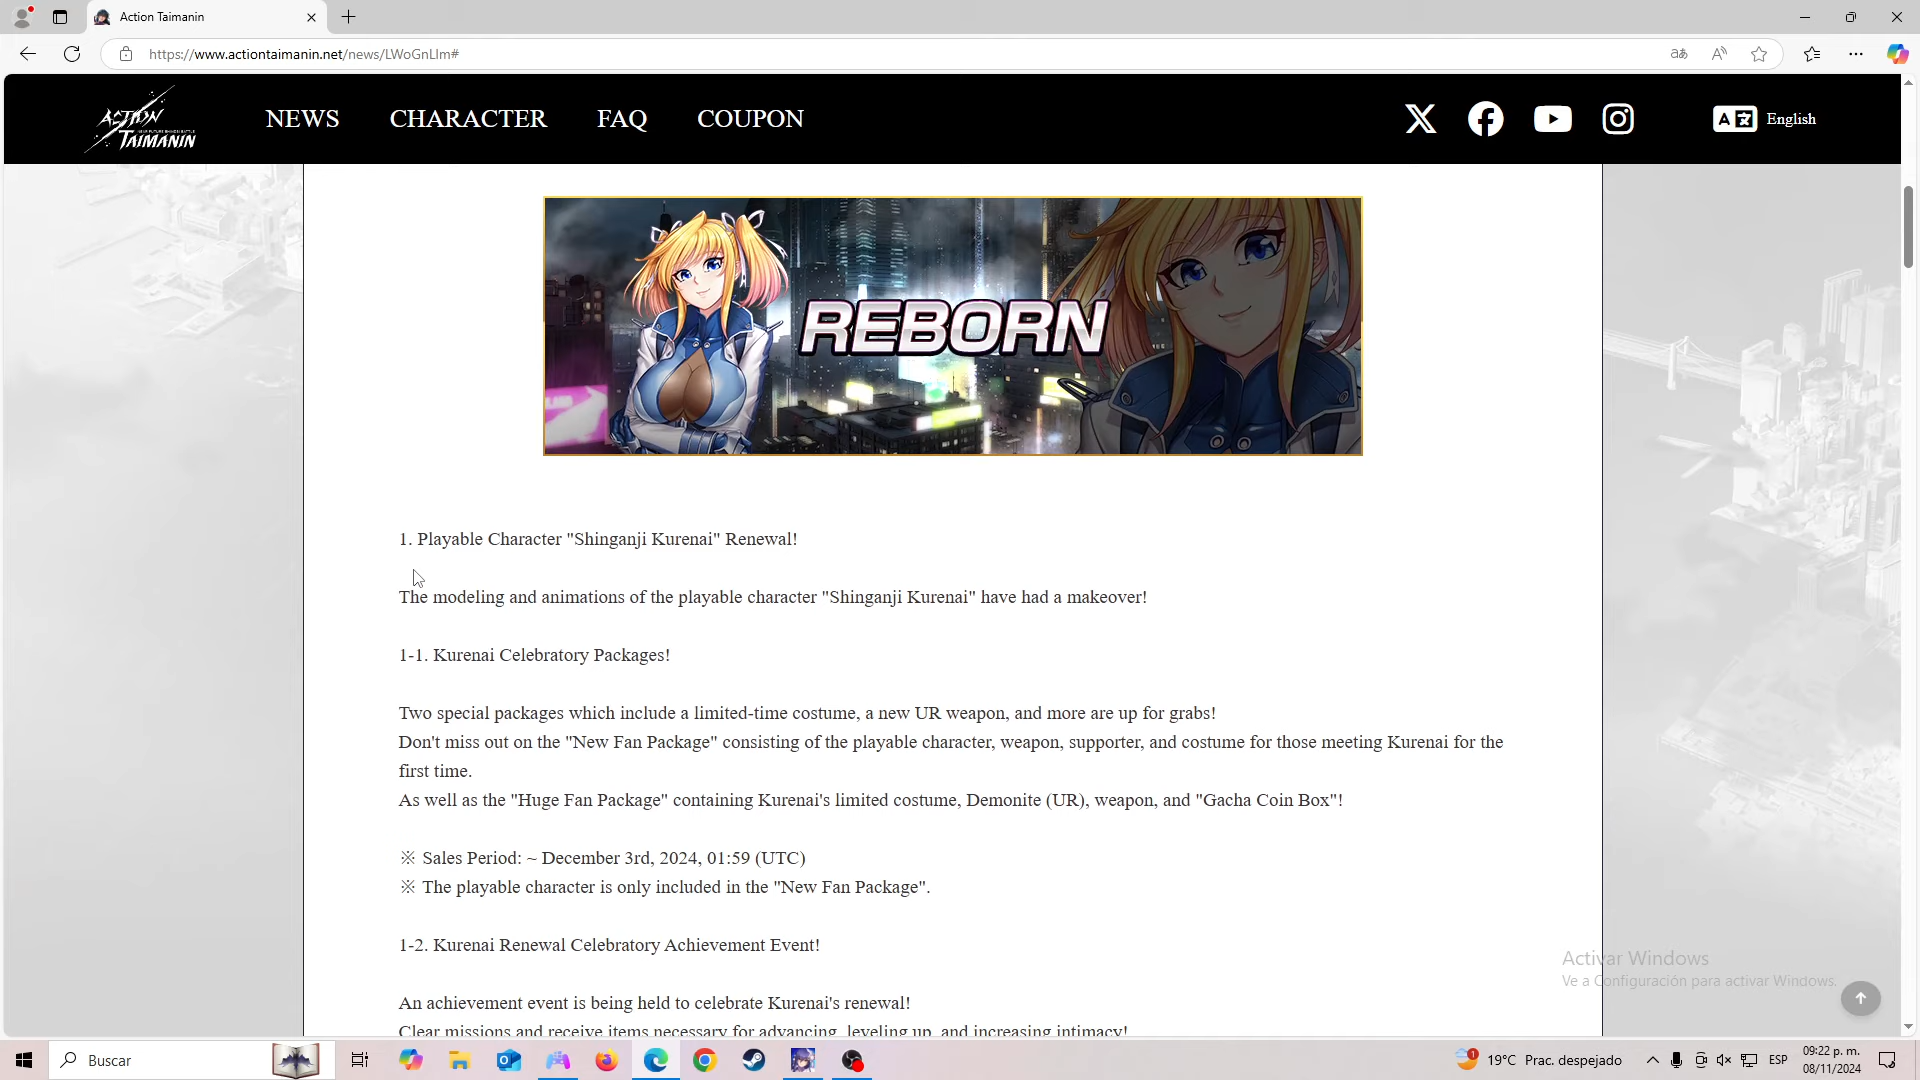 Action Taimanin
https://www.actiontaimanin.net/news/LWoGnLlm#
ACTION TAIMANIN
NEWS CHARACTER FAQ COUPON
English
REBORN
1. Playable Character "Shinganji Kurenai" Renewal!
The modeling and animations of the playable character "Shinganji Kurenai" have had a makeover!
1-1. Kurenai Celebratory Packages!
Two special packages which include a limited-time costume, a new UR weapon, and more are up for grabs!
Don't miss out on the "New Fan Package" consisting of the playable character, weapon, supporter, and costume for those meeting Kurenai for the
first time.
As well as the "Huge Fan Package" containing Kurenai's limited costume, Demonite (UR), weapon, and "Gacha Coin Box"!
※ Sales Period: ~ December 3rd, 2024, 01:59 (UTC)
※ The playable character is only included in the "New Fan Package".
1-2. Kurenai Renewal Celebratory Achievement Event!
An achievement event is being held to celebrate Kurenai's renewal!
Clear missions and receive items necessary for advancing, leveling up, and increasing intimacy!
Activar Windows
Ve a Configuración para activar Windows.
Buscar
1
19°C Prac. despejado
ESP
09:22 p. m.
08/11/2024